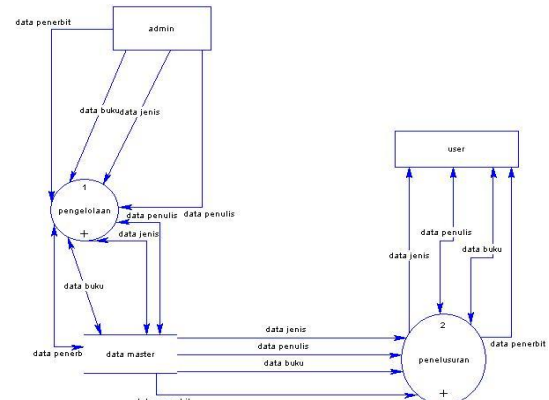 data penerbit
admin
data buku
data jenis
user
1
pengelolaan
+
data penulis
data penulis
data jenis
data penulis
data buku
data jenis
data buku
data jenis
2
data penulis
data penerbit
data penerb
data master
penelusuran
data buku
+